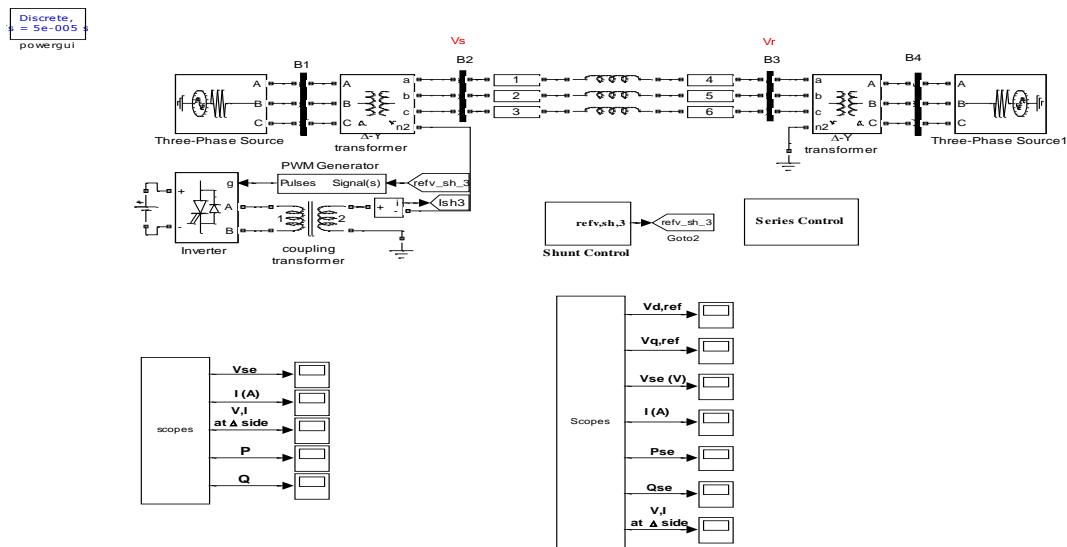 Discrete,
s = 5e-005 s
powergui
Vs
Vr
B1
B2
B3
B4
A
B
C
Three-Phase Source
A
B
C
a
b
c
n2
Δ-Y
transformer
1
2
3
4
5
6
a
b
c
n2
A
B
C
Δ-Y
transformer
A
B
C
Three-Phase Source1
PWM Generator
Pulses
Signal(s)
refv_sh_3
Ish3
+
-
g
A
B
Inverter
1
2
coupling
transformer
+
-
i
refv,sh,3
Shunt Control
refv_sh_3
Goto2
Series Control
scopes
Vse
I (A)
V,I
at Δ side
P
Q
Scopes
Vd,ref
Vq,ref
Vse (V)
I (A)
Pse
Qse
V,I
at Δ side